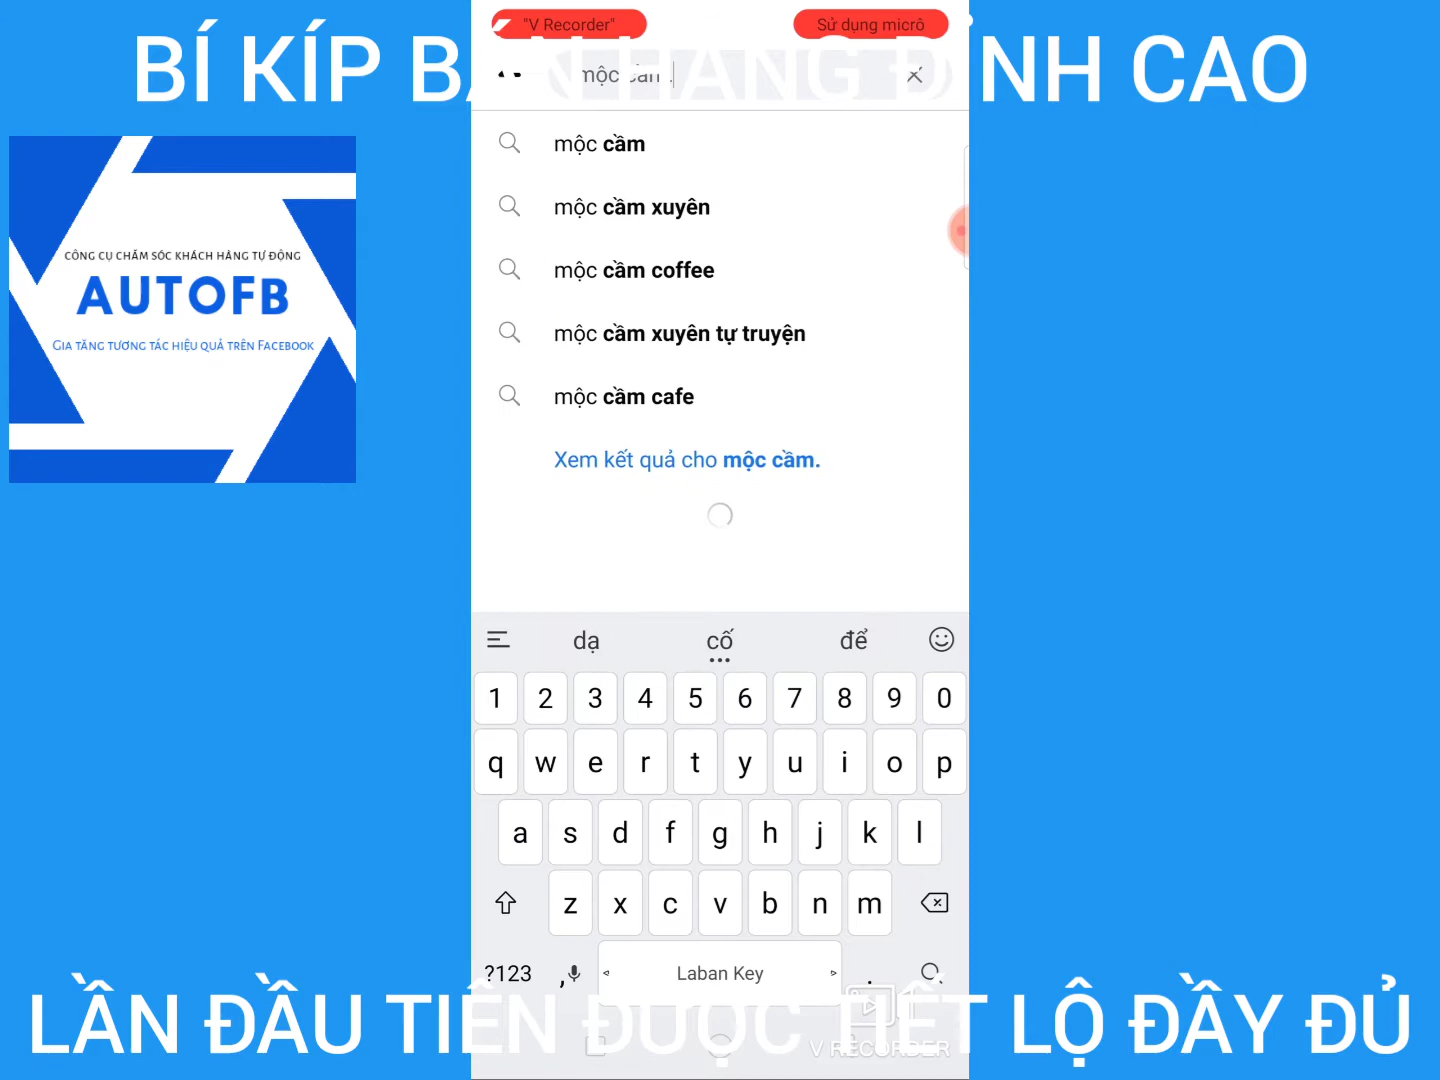 "V Recorder"
Sử dụng micrô
BÍ KÍP BÁN HÀNG ĐỈNH CAO
mộc cầm.
mộc cầm
mộc cầm xuyên
mộc cầm coffee
mộc cầm xuyên tự truyện
mộc cầm cafe
Xem kết quả cho mộc cầm.
CÔNG CỤ CHĂM SÓC KHÁCH HÀNG TỰ ĐỘNG
AUTOFB
GIA TĂNG TƯƠNG TÁC HIỆU QUẢ TRÊN FACEBOOK
dạ cố để
1 2 3 4 5 6 7 8 9 0
q w e r t y u i o p
a s d f g h j k l
z x c v b n m
?123 , Laban Key .
LẦN ĐẦU TIÊN ĐƯỢC TIẾT LỘ ĐẦY ĐỦ
V RECORDER